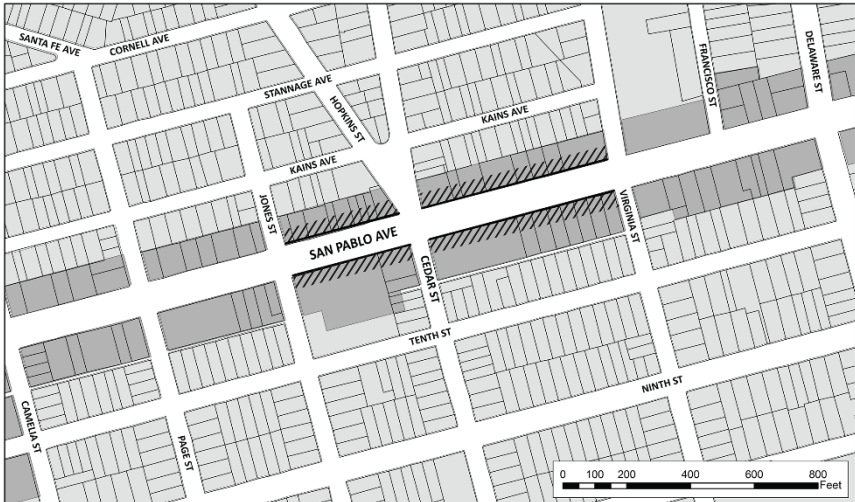 SANTA FE AVE
CORNELL AVE
STANNAGE AVE
HOPKINS ST
KAINS AVE
KAINS AVE
FRANCISCO ST
DELAWARE ST
JONES ST
SAN PABLO AVE
VIRGINIA ST
CEDAR ST
TENTH ST
NINTH ST
CAMELIA ST
PAGE ST
0 100 200 400 600 800
Feet